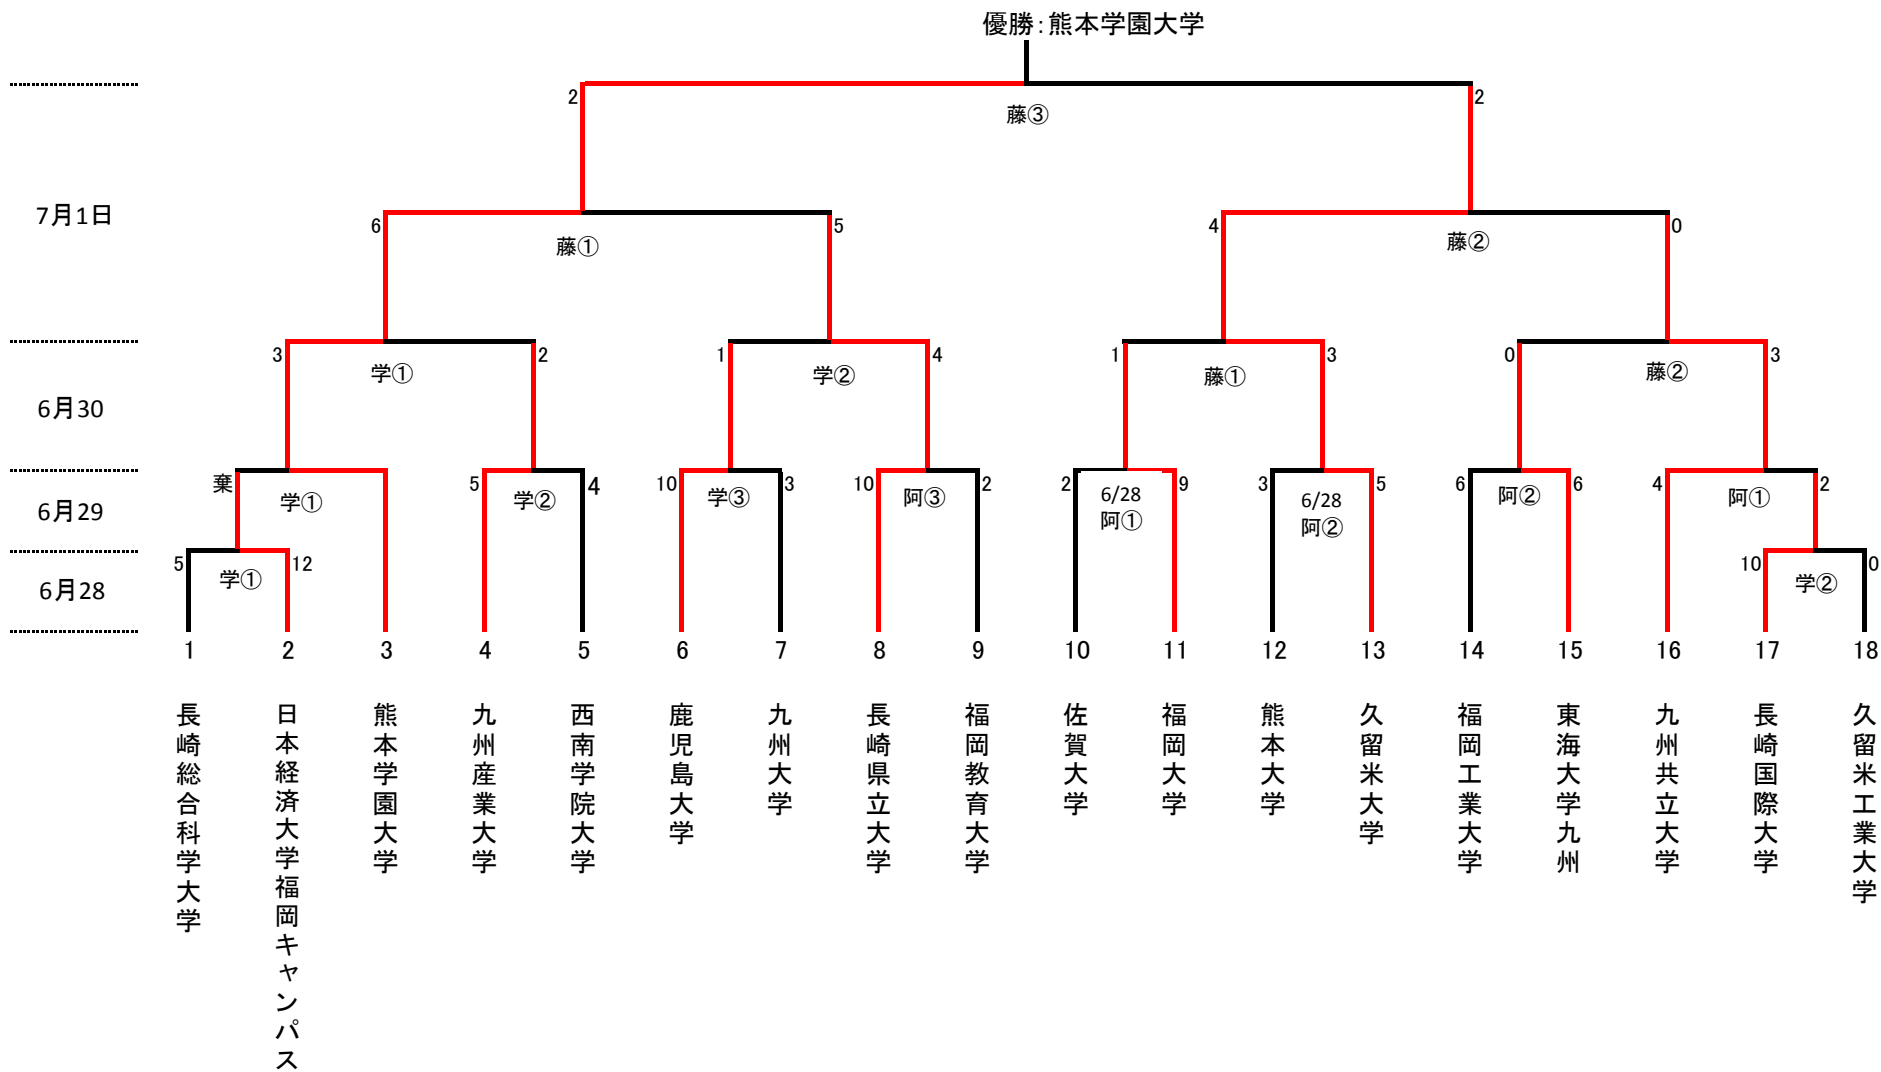 優勝：熊本学園大学
2
2
藤③
7月1日
6
5
4
0
藤①
藤②
3
2
1
4
1
3
0
3
学①
学②
藤①
藤②
6月30
棄
5
4
10
3
10
2
2
9
3
5
6
6
4
2
学①
学②
学③
阿③
6/28
阿①
6/28
阿②
阿②
阿①
6月29
5
12
10
0
学①
学②
6月28
1
2
3
4
5
6
7
8
9
10
11
12
13
14
15
16
17
18
長崎総合科学大学
日本経済大学福岡キャンパス
熊本学園大学
九州産業大学
西南学院大学
鹿児島大学
九州大学
長崎県立大学
福岡教育大学
佐賀大学
福岡大学
熊本大学
久留米大学
福岡工業大学
東海大学九州
九州共立大学
長崎国際大学
久留米工業大学